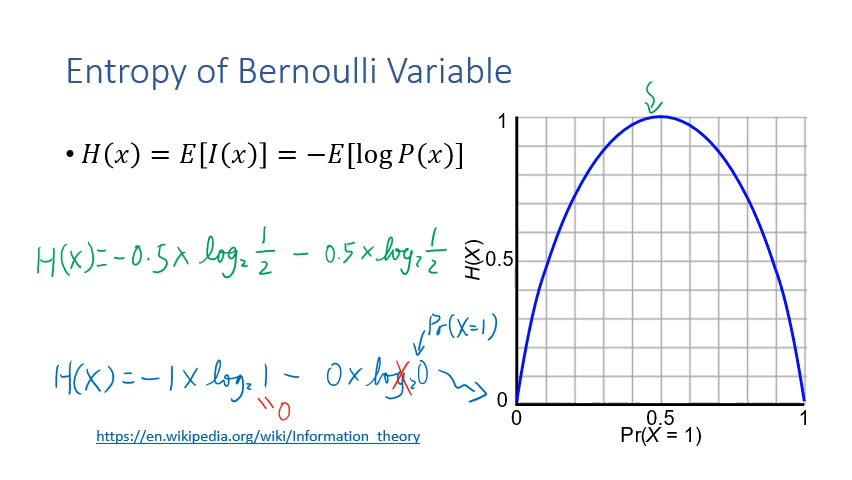 Entropy of Bernoulli Variable
• H(x) = E[I(x)] = −E[log P(x)]
H(X) = − 0.5 × log₂ 1/2 − 0.5 × log₂ 1/2
Pr(X=1)
H(X) = − 1 × log₂ 1 − 0 × log₂ 0
"0
https://en.wikipedia.org/wiki/Information_theory
1
0.5
0
H(X)
0
0.5
1
Pr(X = 1)